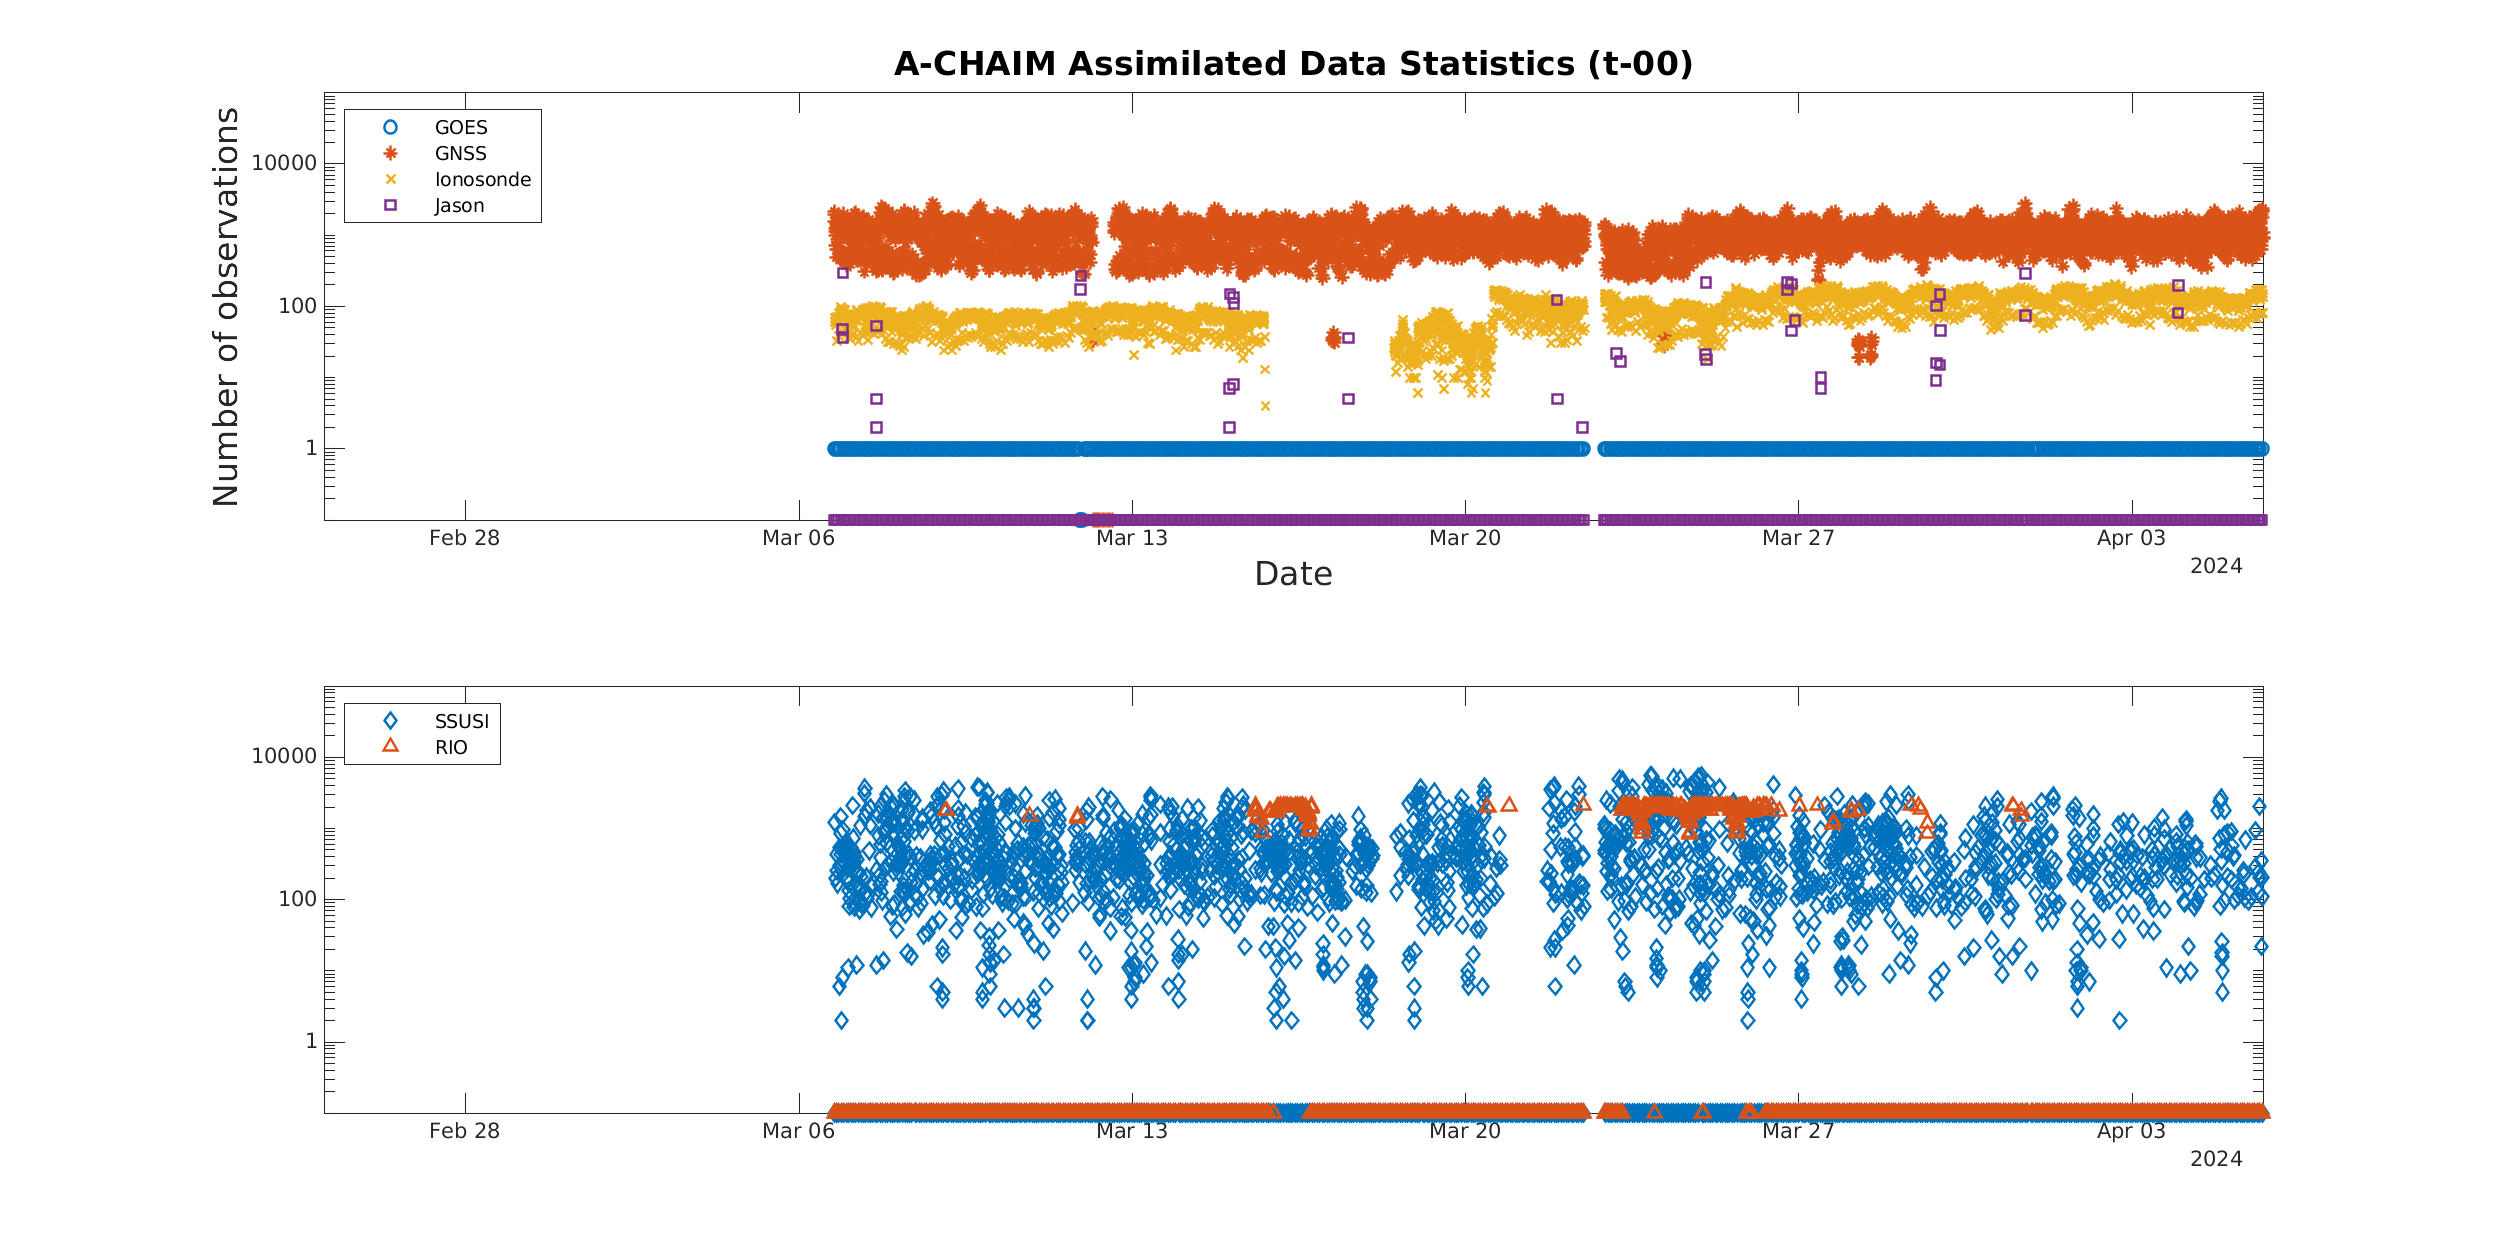 A-CHAIM Assimilated Data Statistics (t-00)
GOES
GNSS
Ionosonde
Jason
Number of observations
10000
100
1
Feb 28
Mar 06
Mar 13
Mar 20
Mar 27
Apr 03
2024
Date
SSUSI
RIO
10000
100
1
Feb 28
Mar 06
Mar 13
Mar 20
Mar 27
Apr 03
2024